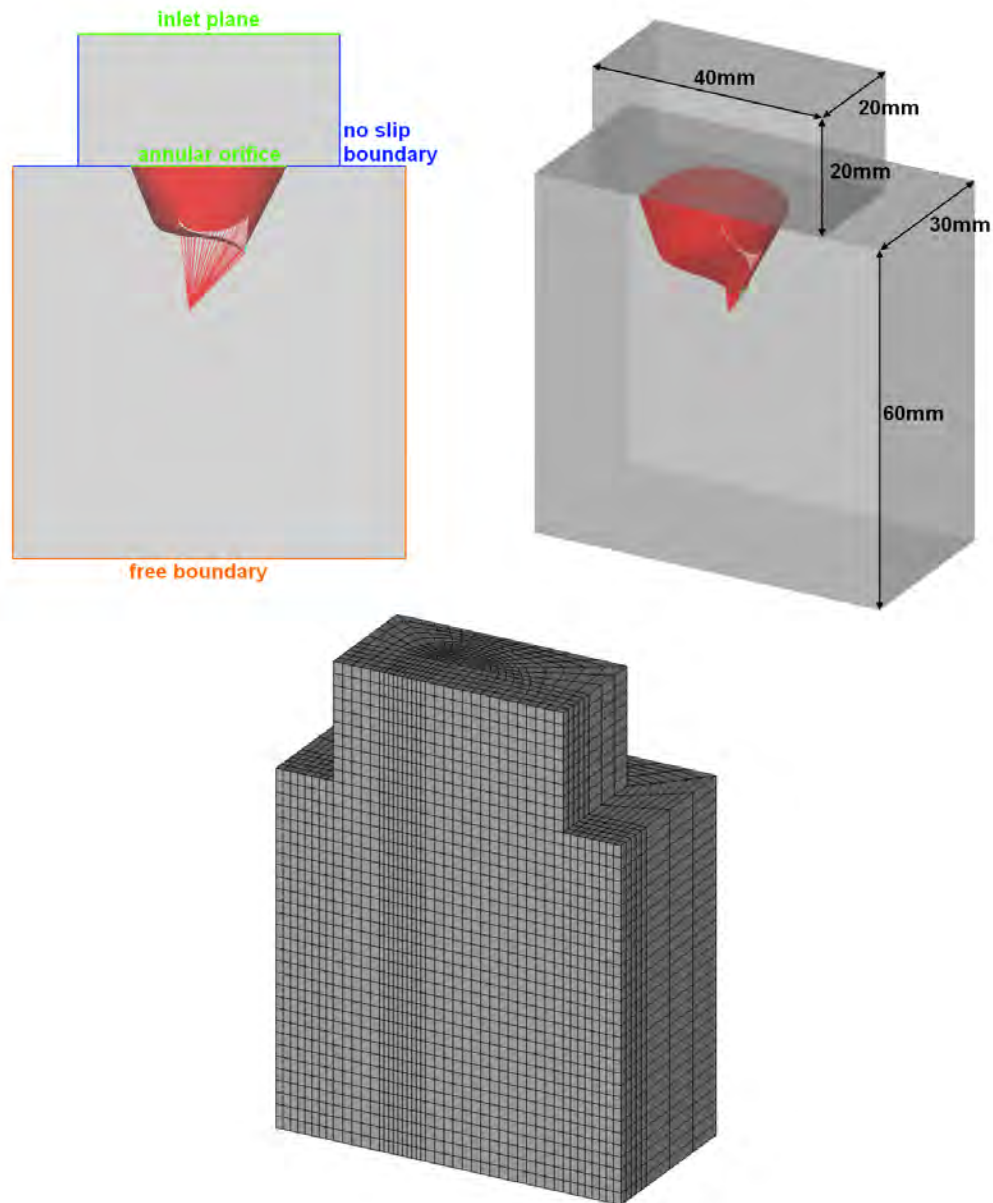 inlet plane
no slip
boundary
annular orifice
free boundary
40mm
20mm
20mm
30mm
60mm